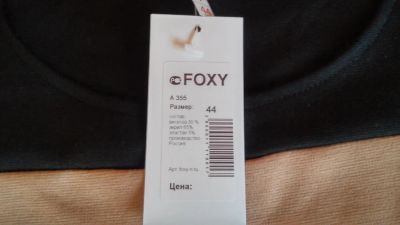 FOXY
А 355
Размер: 44
состав:
вискоза 30 %
акрил 65%
эластан 5%
производство
Россия
Цена: